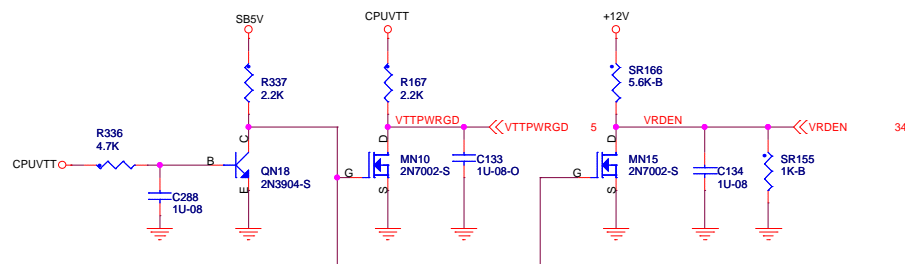 SB5V
CPUVTT
+12V
R337
2.2K
R167
2.2K
SR166
5.6K-B
R336
4.7K
CPUVTT
B
C
E
QN18
2N3904-S
C288
1U-08
VTTPWRGD
VTTPWRGD
5
D
G
S
MN10
2N7002-S
C133
1U-08-O
VRDEN
VRDEN
34
D
G
S
MN15
2N7002-S
C134
1U-08
SR155
1K-B